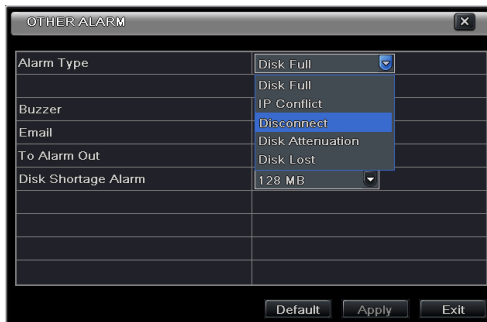 OTHER ALARM
Alarm Type Disk Full
Disk Full
IP Conflict
Buzzer
Disconnect
Email
Disk Attenuation
To Alarm Out
Disk Lost
Disk Shortage Alarm 128 MB
Default Apply Exit